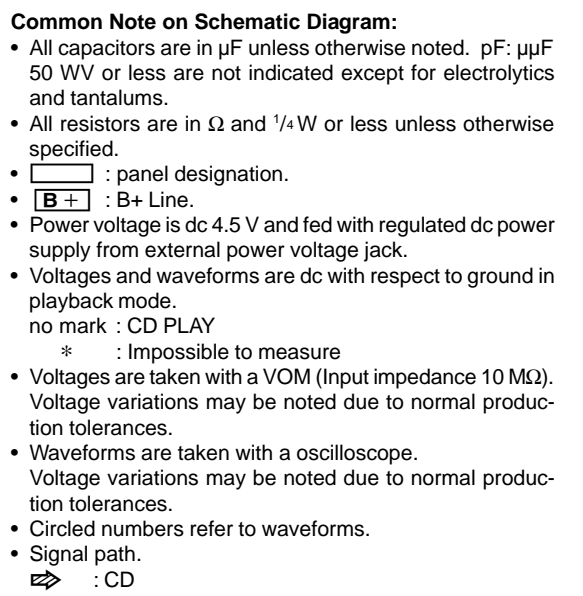 Common Note on Schematic Diagram:
• All capacitors are in µF unless otherwise noted. pF: µµF
50 WV or less are not indicated except for electrolytics
and tantalums.
• All resistors are in Ω and 1/4 W or less unless otherwise
specified.
• : panel designation.
• B + : B+ Line.
• Power voltage is dc 4.5 V and fed with regulated dc power
supply from external power voltage jack.
• Voltages and waveforms are dc with respect to ground in
playback mode.
no mark : CD PLAY
* : Impossible to measure
• Voltages are taken with a VOM (Input impedance 10 MΩ).
Voltage variations may be noted due to normal produc-
tion tolerances.
• Waveforms are taken with a oscilloscope.
Voltage variations may be noted due to normal produc-
tion tolerances.
• Circled numbers refer to waveforms.
• Signal path.
: CD